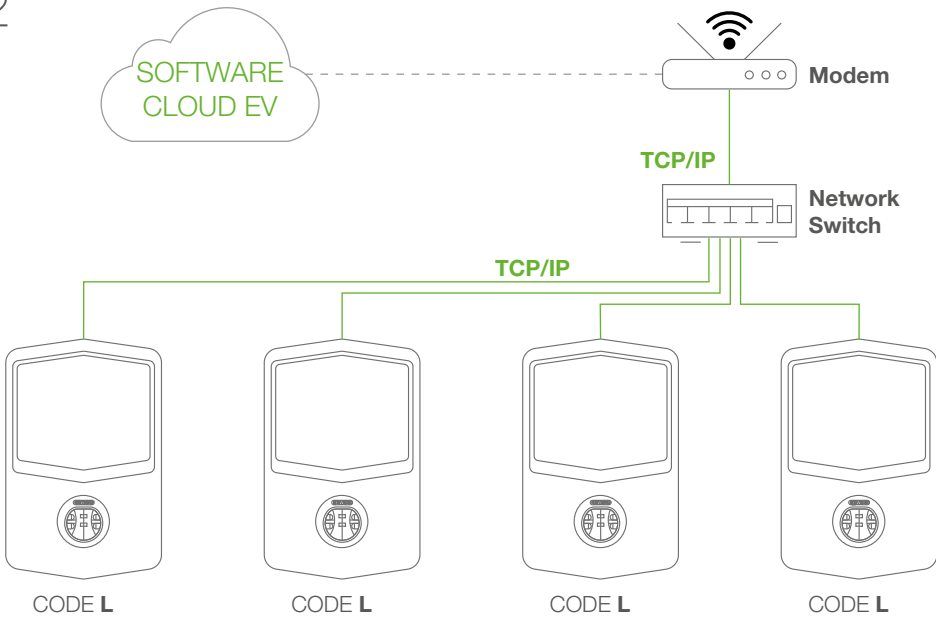 SOFTWARE
CLOUD EV
Modem
TCP/IP
Network
Switch
TCP/IP
CODE L
CODE L
CODE L
CODE L